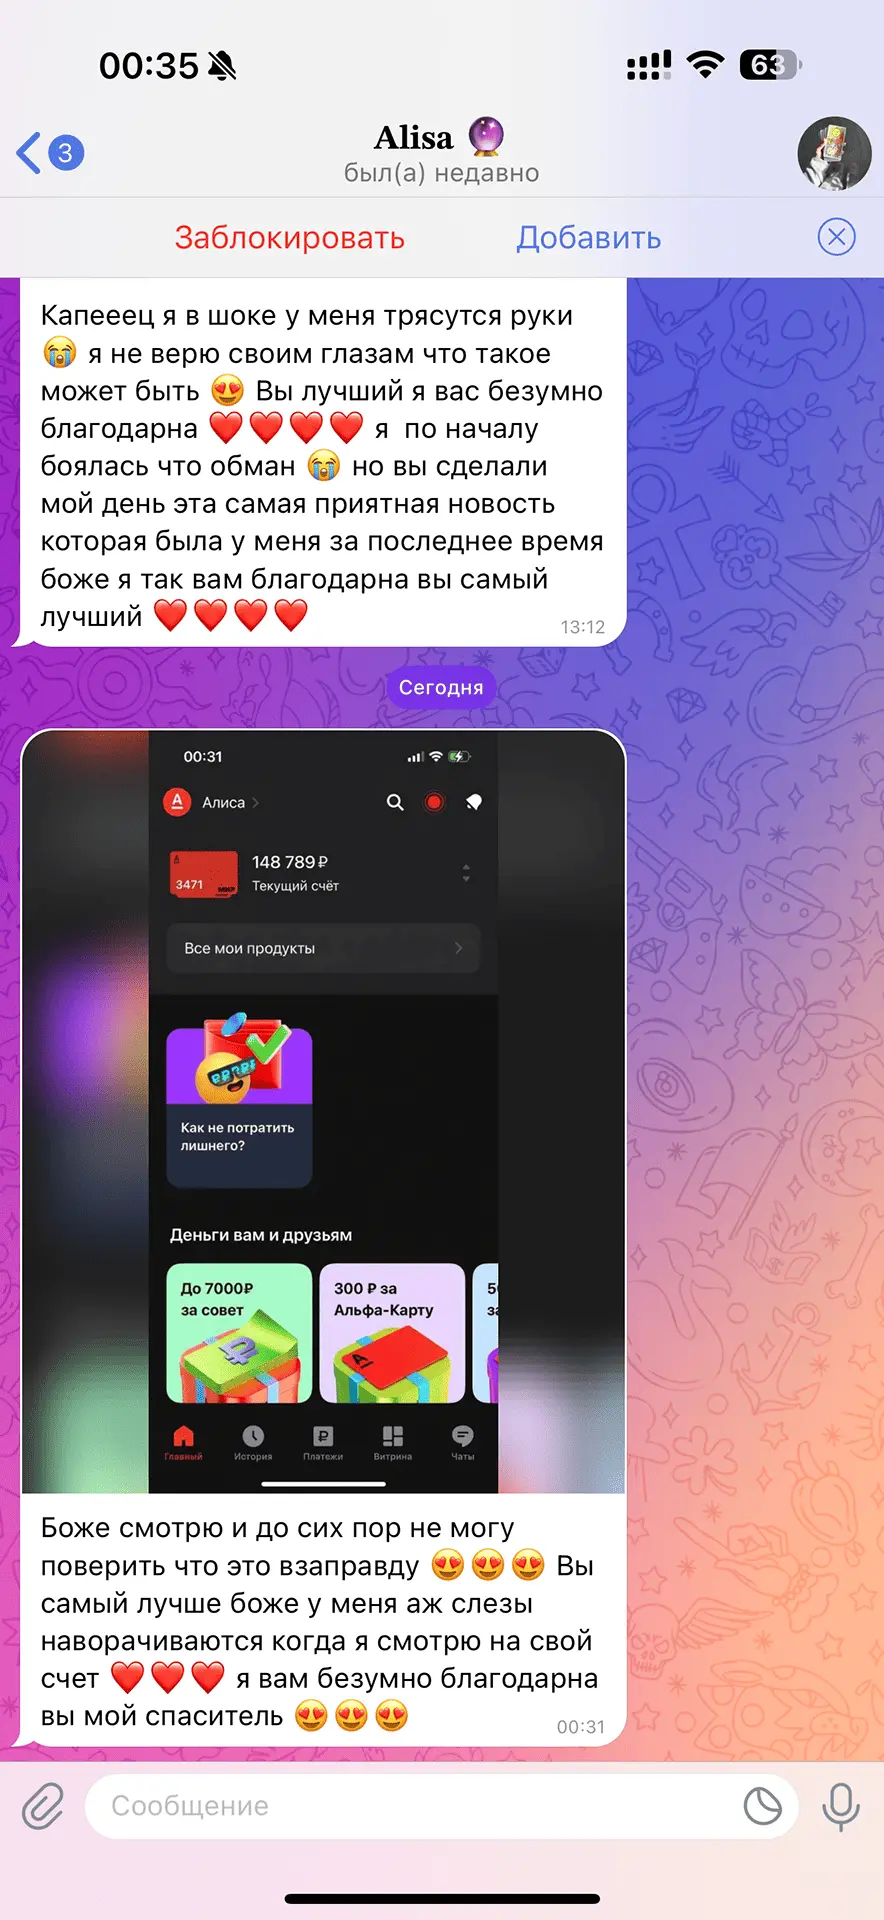 00:35
63
3
Alisa 🔮
был(а) недавно
Заблокировать
Добавить
Капееец я в шоке у меня трясутся руки
😭 я не верю своим глазам что такое
может быть 😍 Вы лучший я вас безумно
благодарна ❤️❤️❤️❤️ я по началу
боялась что обман 😭 но вы сделали
мой день эта самая приятная новость
которая была у меня за последнее время
боже я так вам благодарна вы самый
лучший ❤️❤️❤️❤️
13:12
Сегодня
00:31
Алиса
148 789 ₽
3471
МИР
Текущий счёт
Все мои продукты
Как не потратить
лишнего?
Деньги вам и друзьям
До 7000₽
за совет
300 ₽ за
Альфа-Карту
Главный
История
Платежи
Витрина
Чаты
Боже смотрю и до сих пор не могу
поверить что это взаправду 😍😍😍 Вы
самый лучше боже у меня аж слезы
наворачиваются когда я смотрю на свой
счет ❤️❤️❤️ я вам безумно благодарна
вы мой спаситель 😍😍😍
00:31
Сообщение